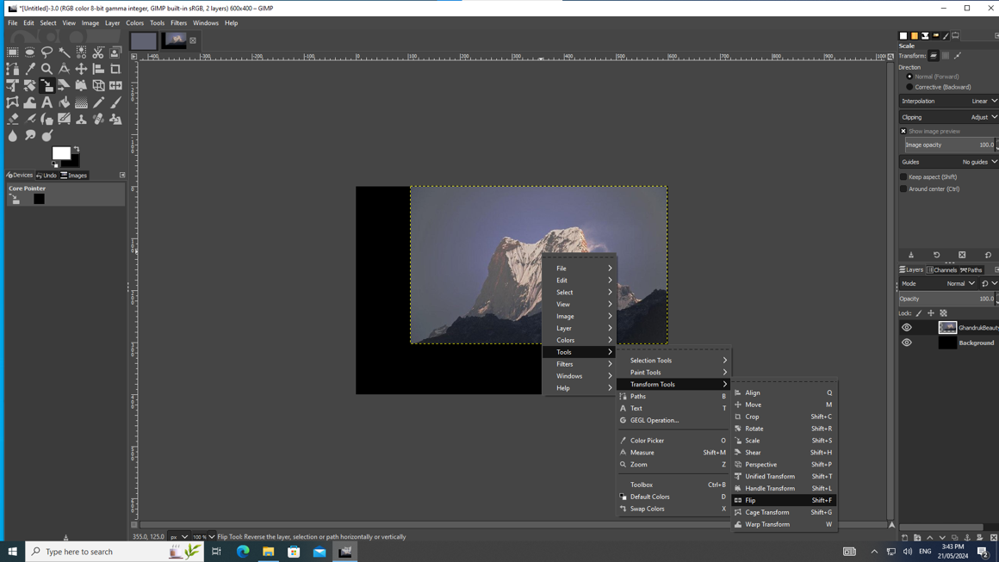 *[Untitled]-3.0 (RGB color 8-bit gamma integer, GIMP built-in sRGB, 2 layers) 600x400 – GIMP
File Edit Select View Image Layer Colors Tools Filters Windows Help
Devices Undo Images
Core Pointer
Scale
Transform:
Direction
Normal (Forward)
Corrective (Backward)
Interpolation Linear
Clipping Adjust
Show image preview
Image opacity 100.0
Guides No guides
Keep aspect (Shift)
Around center (Ctrl)
Layers Channels Paths
Mode Normal
Opacity 100.0
Lock:
GhandrukBeauty
Background
File
Edit
Select
View
Image
Layer
Colors
Tools
Filters
Windows
Help
Selection Tools
Paint Tools
Transform Tools
Paths B
Text T
GEGL Operation...
Color Picker O
Measure Shift+M
Zoom Z
Toolbox Ctrl+B
Default Colors D
Swap Colors X
Align Q
Move M
Crop Shift+C
Rotate Shift+R
Scale Shift+S
Shear Shift+H
Perspective Shift+P
Unified Transform Shift+T
Handle Transform Shift+L
Flip Shift+F
Cage Transform Shift+G
Warp Transform W
355.0, 125.0 px 100 % Flip Tool: Reverse the layer, selection or path horizontally or vertically
Type here to search
ENG
3:43 PM
21/05/2024
2